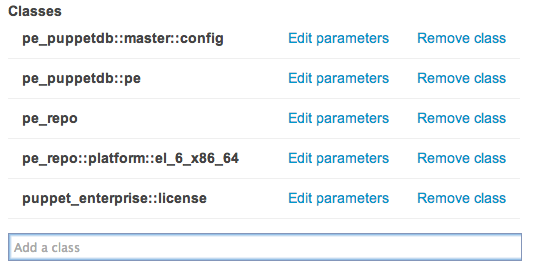 Classes
pe_puppetdb::master::config Edit parameters Remove class
pe_puppetdb::pe Edit parameters Remove class
pe_repo Edit parameters Remove class
pe_repo::platform::el_6_x86_64 Edit parameters Remove class
puppet_enterprise::license Edit parameters Remove class
Add a class